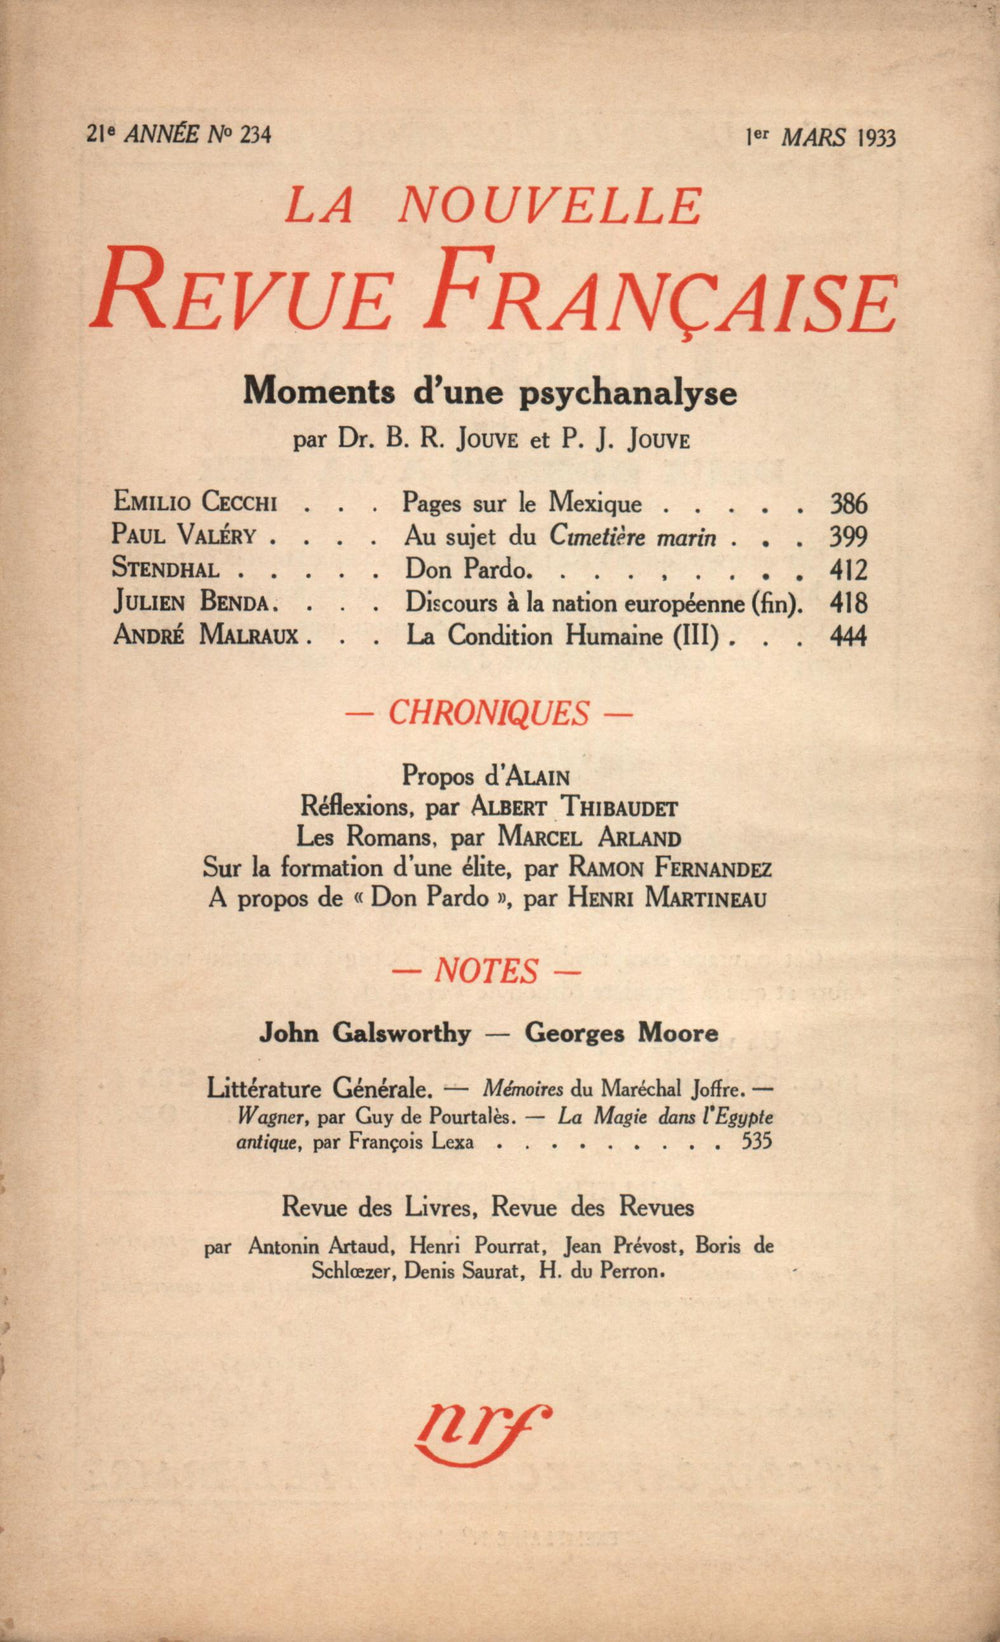 21e ANNÉE No 234
1er MARS 1933
LA NOUVELLE
REVUE FRANÇAISE
Moments d'une psychanalyse
par Dr. B. R. JOUVE et P. J. JOUVE
EMILIO CECCHI . . . Pages sur le Mexique . . . . . 386
PAUL VALÉRY . . . . Au sujet du Cimetière marin . . . 399
STENDHAL . . . . . Don Pardo. . . . . , . . . . 412
JULIEN BENDA. . . . Discours à la nation européenne (fin). 418
ANDRÉ MALRAUX . . . La Condition Humaine (III) . . . 444
— CHRONIQUES —
Propos d'ALAIN
Réflexions, par ALBERT THIBAUDET
Les Romans, par MARCEL ARLAND
Sur la formation d'une élite, par RAMON FERNANDEZ
A propos de « Don Pardo », par HENRI MARTINEAU
— NOTES —
John Galsworthy — Georges Moore
Littérature Générale. — Mémoires du Maréchal Joffre. —
Wagner, par Guy de Pourtalès. — La Magie dans l'Egypte
antique, par François Lexa . . . . . . . . . 535
Revue des Livres, Revue des Revues
par Antonin Artaud, Henri Pourrat, Jean Prévost, Boris de
Schlœzer, Denis Saurat, H. du Perron.
nrf